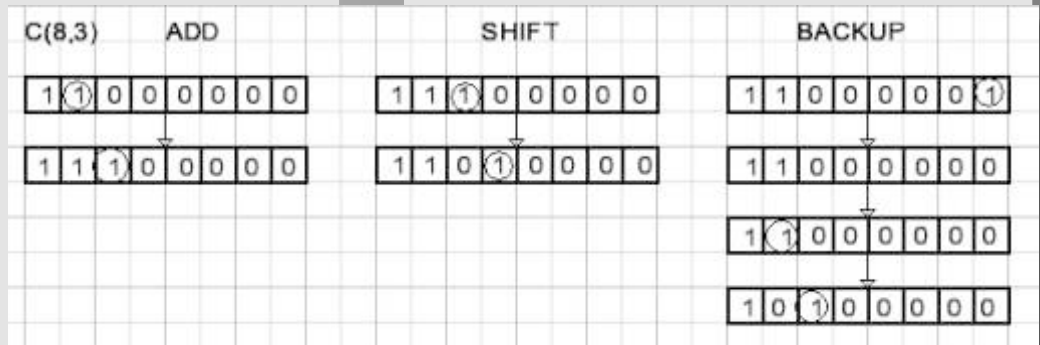 C(8,3) ADD SHIFT BACKUP
1 1 0 0 0 0 0 0 1 1 1 0 0 0 0 0 1 1 0 0 0 0 0 1
1 1 1 0 0 0 0 0 1 1 0 1 0 0 0 0 1 1 0 0 0 0 0 0
1 1 0 0 0 0 0 0
1 0 1 0 0 0 0 0